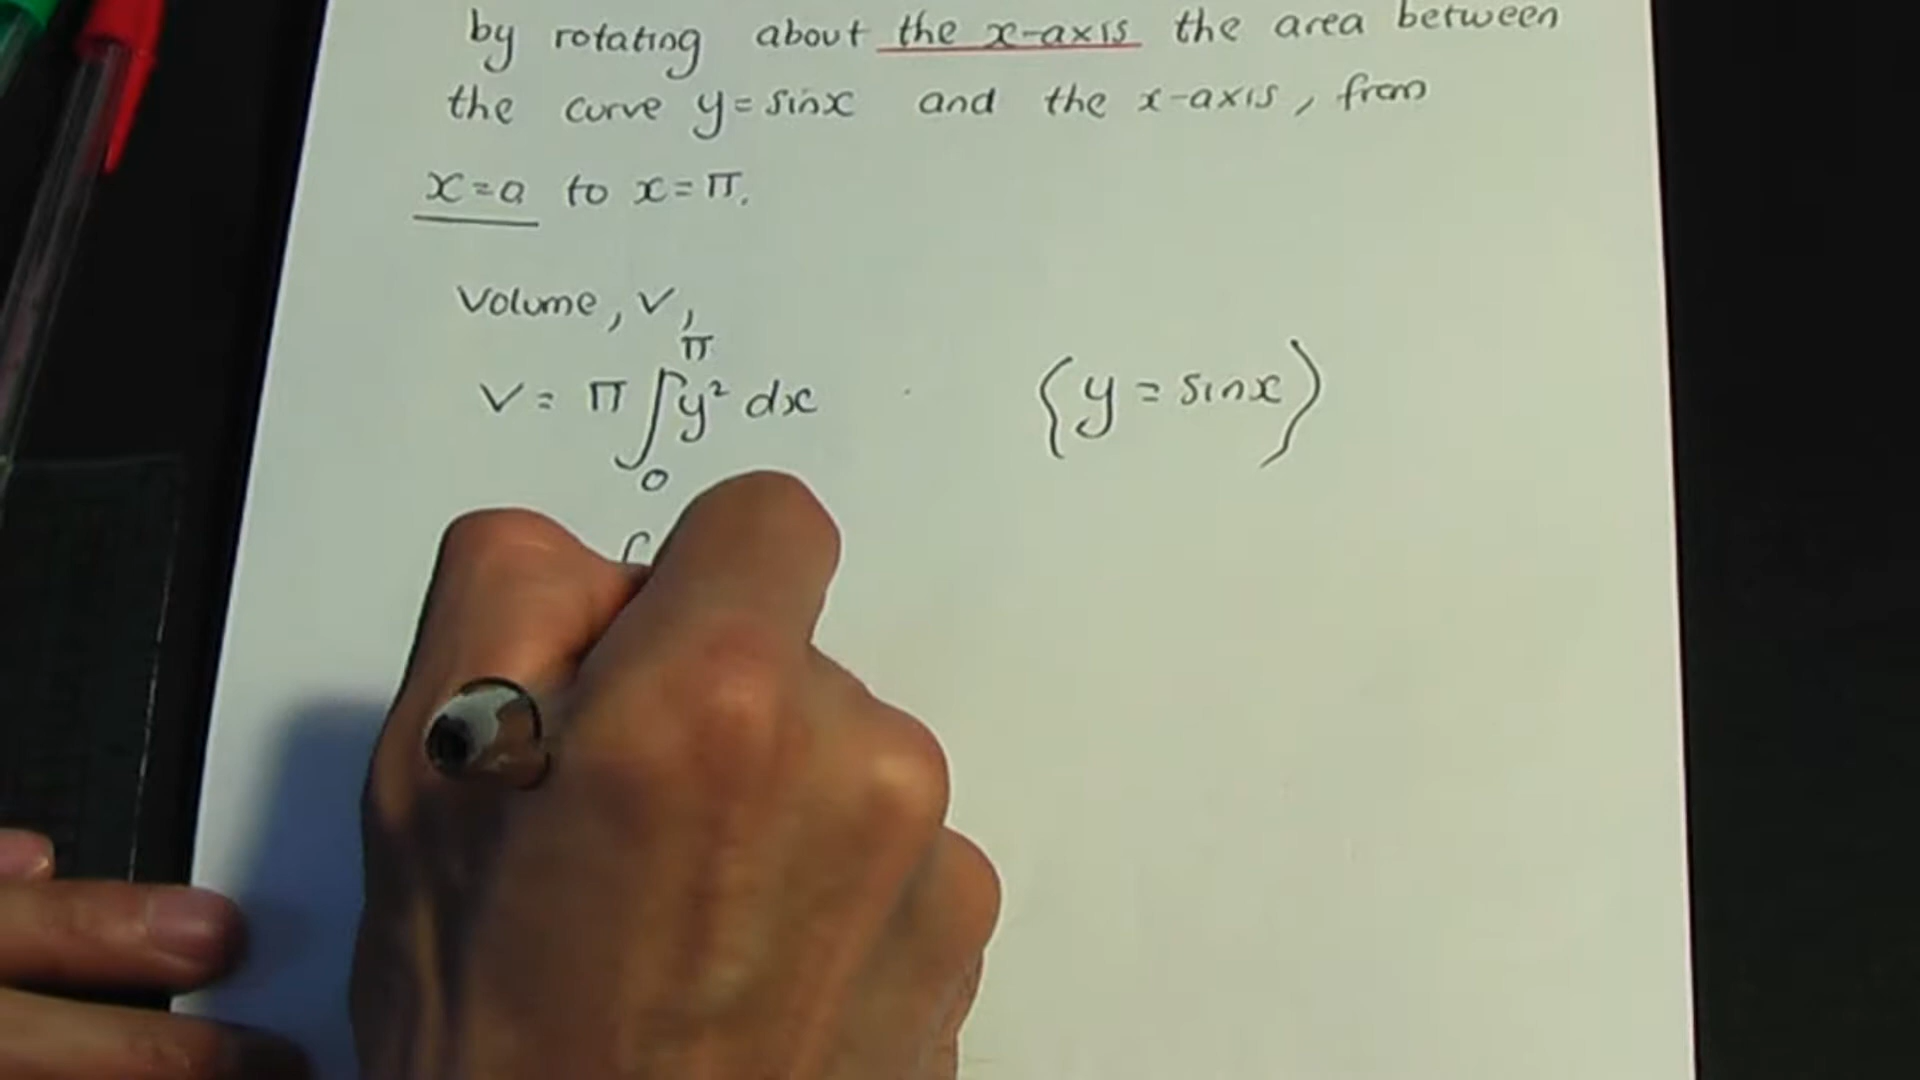 by rotating about the x-axis the area between
the curve y = sinx and the x-axis, from
x=a to x=π.
Volume, V,
V = π ∫₀^π y² dx {y = sinx}
∫